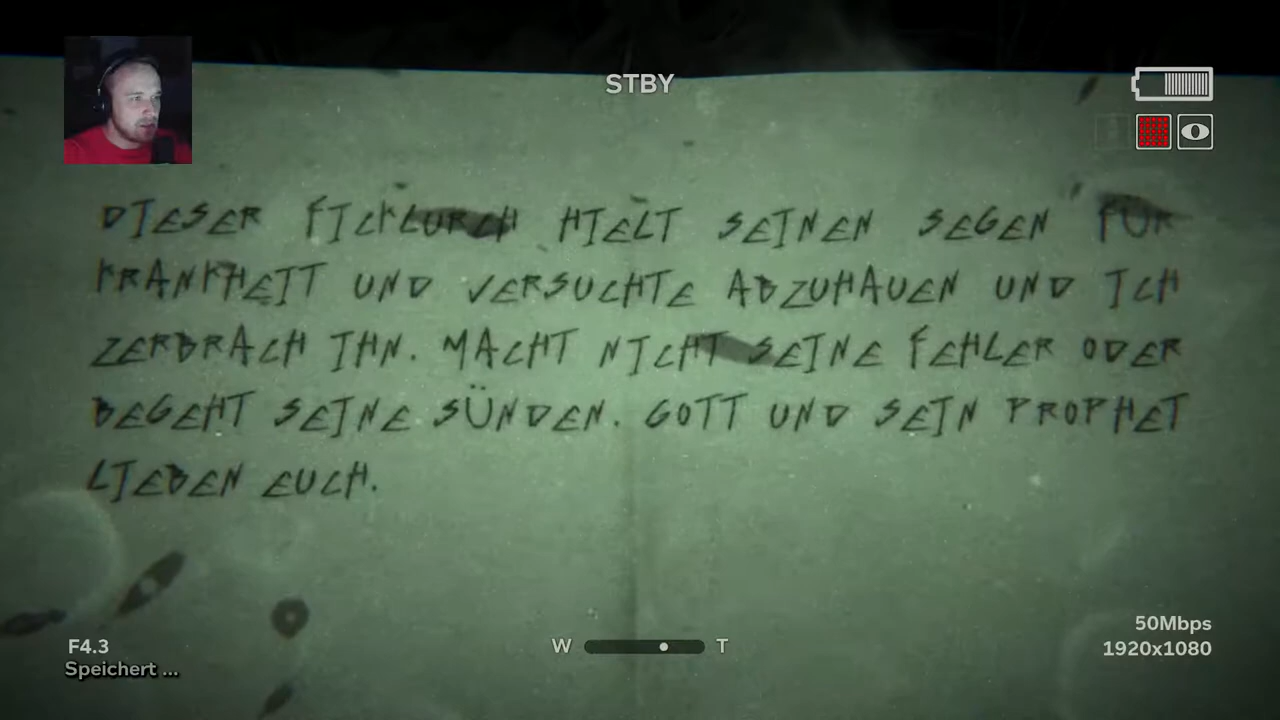 STBY
DIESER FICKLURCH HIELT SEINEN SEGEN FÜR
KRANKHEIT UND VERSUCHTE ABZUHAUEN UND ICH
ZERBRACH IHN. MACHT NICHT SEINE FEHLER ODER
BEGEHT SEINE SÜNDEN. GOTT UND SEIN PROPHET
LIEBEN EUCH.
F4.3
Speichert ...
W T
50Mbps
1920x1080